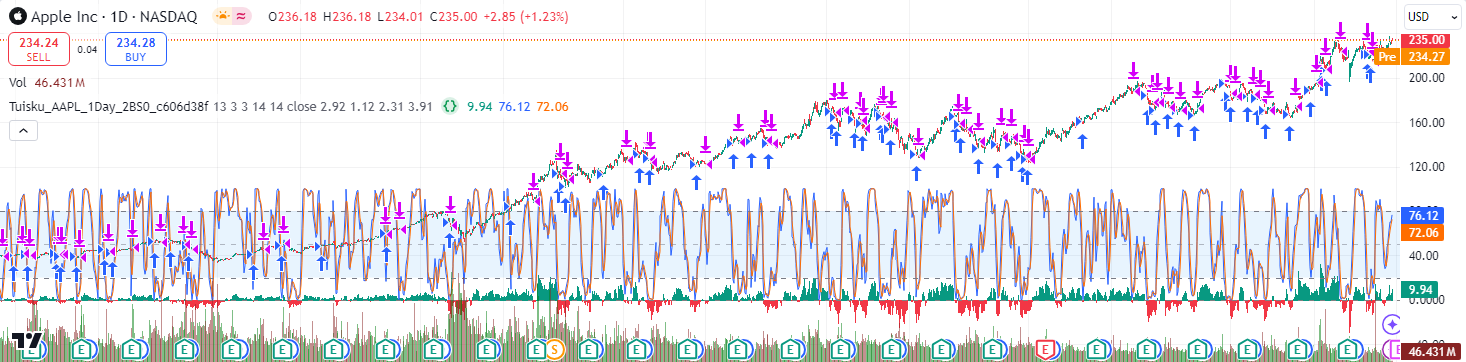 Apple Inc · 1D · NASDAQ O236.18 H236.18 L234.01 C235.00 +2.85 (+1.23%) USD
234.24 SELL 0.04 234.28 BUY
235.00
Pre 234.27
Vol 46.431M
200.00
Tuisku_AAPL_1Day_2BS0_c606d38f 13 3 3 14 14 close 2.92 1.12 2.31 3.91 {} 9.94 76.12 72.06
160.00
120.00
76.12
72.06
40.00
9.94
0.0000
E E E E E E E E E E S E E E E E E E E E E E E E E E E
46.431M